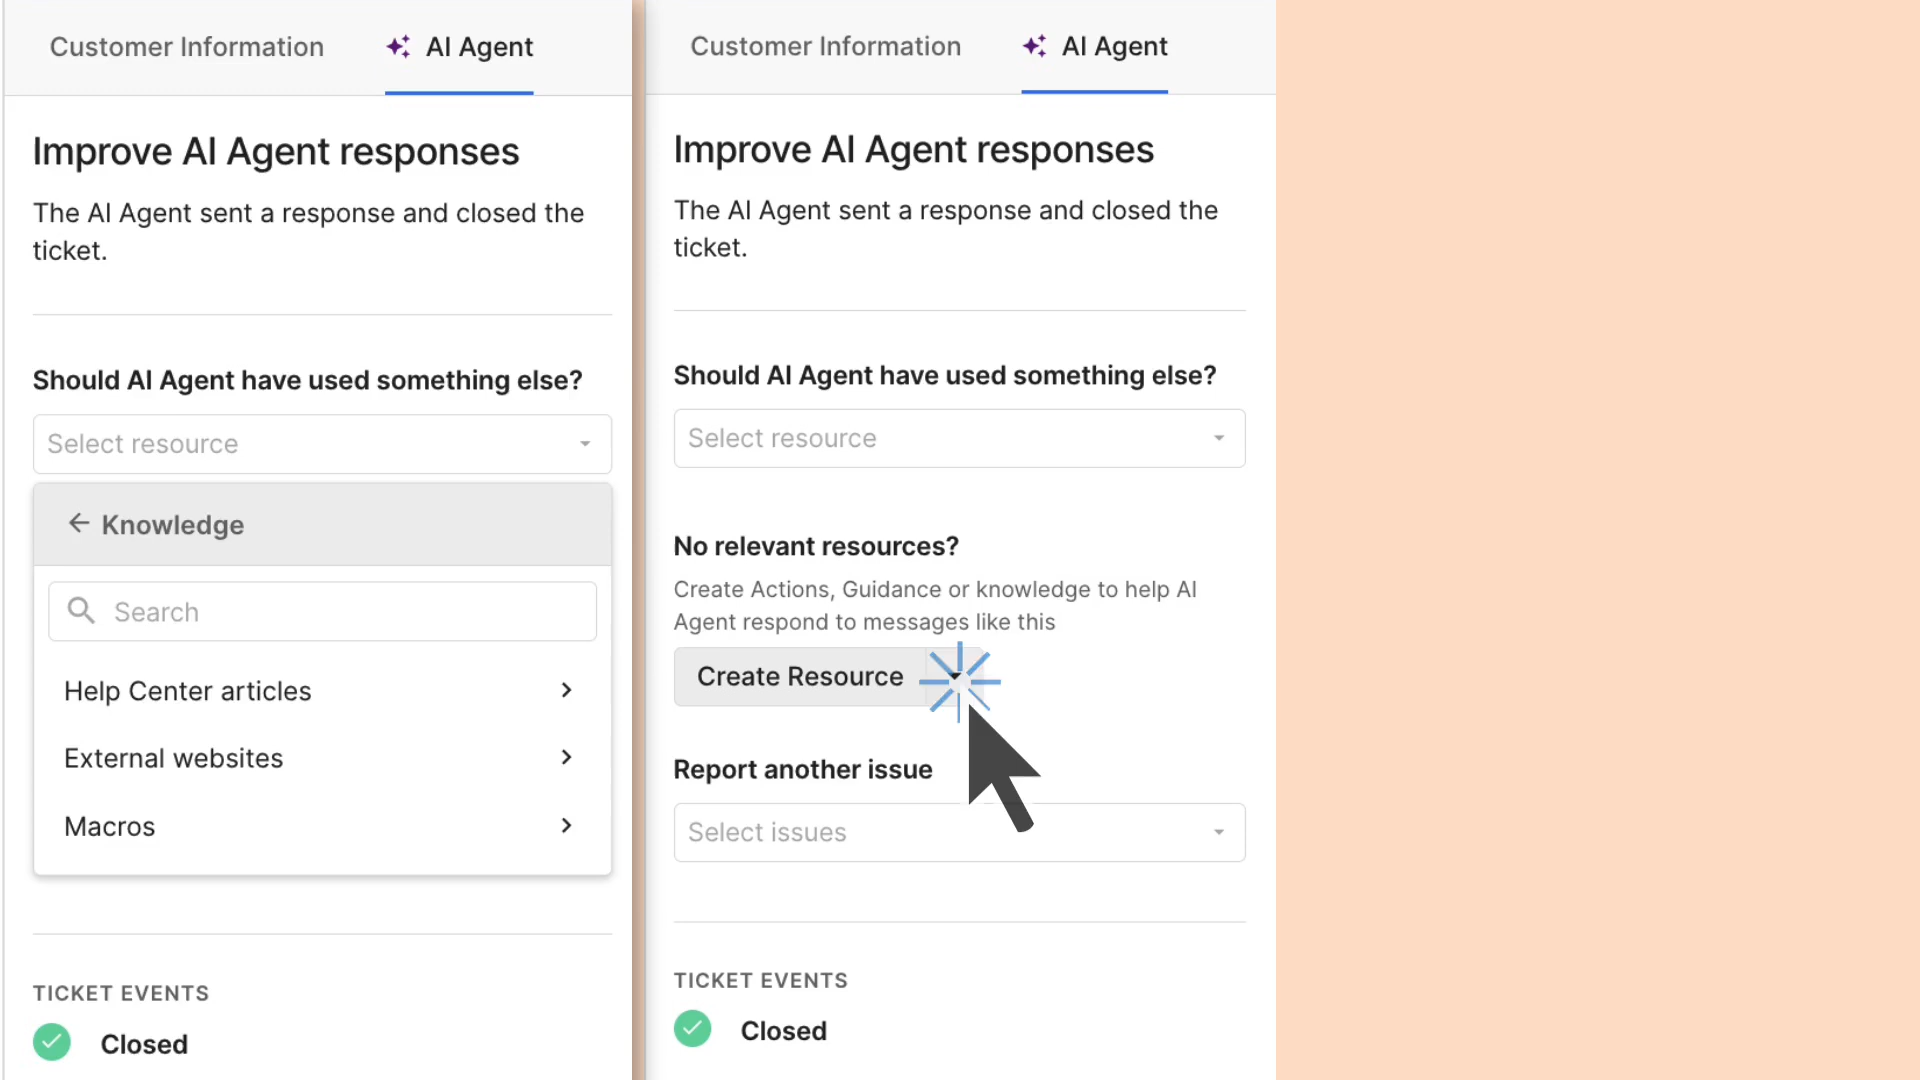 Customer Information
AI Agent
Improve AI Agent responses
The AI Agent sent a response and closed the
ticket.
Should AI Agent have used something else?
Select resource
Knowledge
Search
Help Center articles
External websites
Macros
TICKET EVENTS
Closed
Customer Information
AI Agent
Improve AI Agent responses
The AI Agent sent a response and closed the
ticket.
Should AI Agent have used something else?
Select resource
No relevant resources?
Create Actions, Guidance or knowledge to help AI
Agent respond to messages like this
Create Resource
Report another issue
Select issues
TICKET EVENTS
Closed